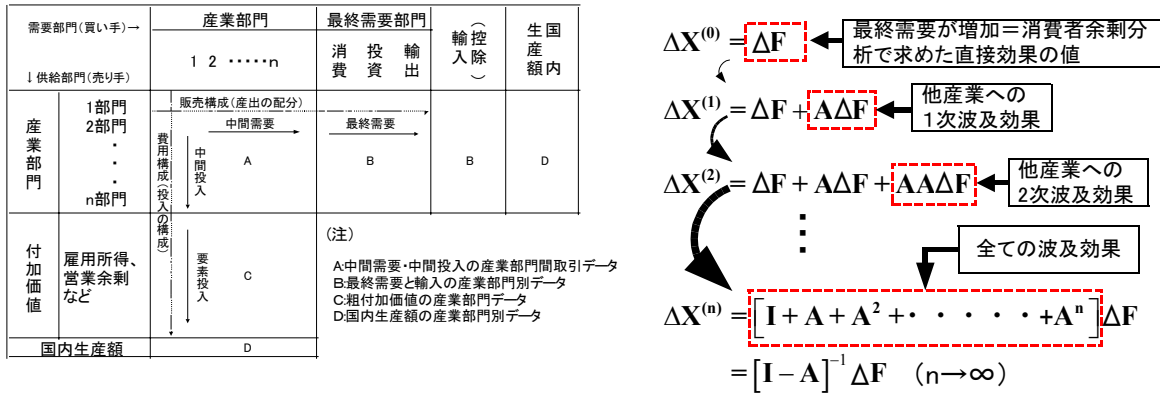 需要部門(買い手)→
産業部門
最終需要部門
(控除)
輸入
国内
生産額
1 2 ・・・・・n
消費
投資
輸出
↓供給部門(売り手)
産業部門
1部門
2部門
・
・
・
n部門
販売構成(産出の配分)
中間需要
最終需要
費用構成(投入の構成)
中間投入
A
B
B
D
付加価値
雇用所得、
営業余剰
など
要素投入
C
国内生産額
D
(注)
A:中間需要・中間投入の産業部門間取引データ
B:最終需要と輸入の産業部門別データ
C:粗付加価値の産業部門データ
D:国内生産額の産業部門別データ
ΔX⁽⁰⁾ = ΔF
最終需要が増加=消費者余剰分
析で求めた直接効果の値
ΔX⁽¹⁾ = ΔF + AΔF
他産業への
1次波及効果
ΔX⁽²⁾ = ΔF + AΔF + AAΔF
他産業への
2次波及効果
⋮
全ての波及効果
ΔX⁽ⁿ⁾ = [I + A + A² +・・・・・+Aⁿ]ΔF
= [I − A]⁻¹ ΔF (n→∞)